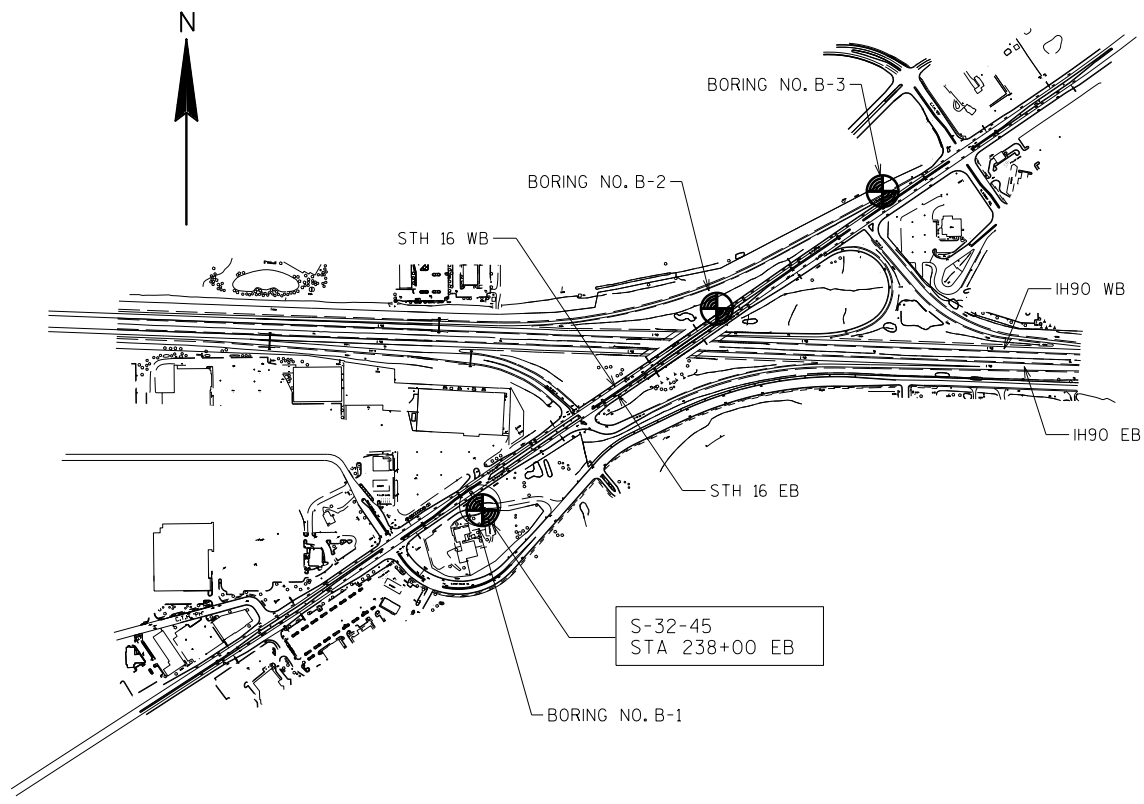 N
BORING NO. B-3
BORING NO. B-2
STH 16 WB
IH90 WB
IH90 EB
STH 16 EB
S-32-45
STA 238+00 EB
BORING NO. B-1